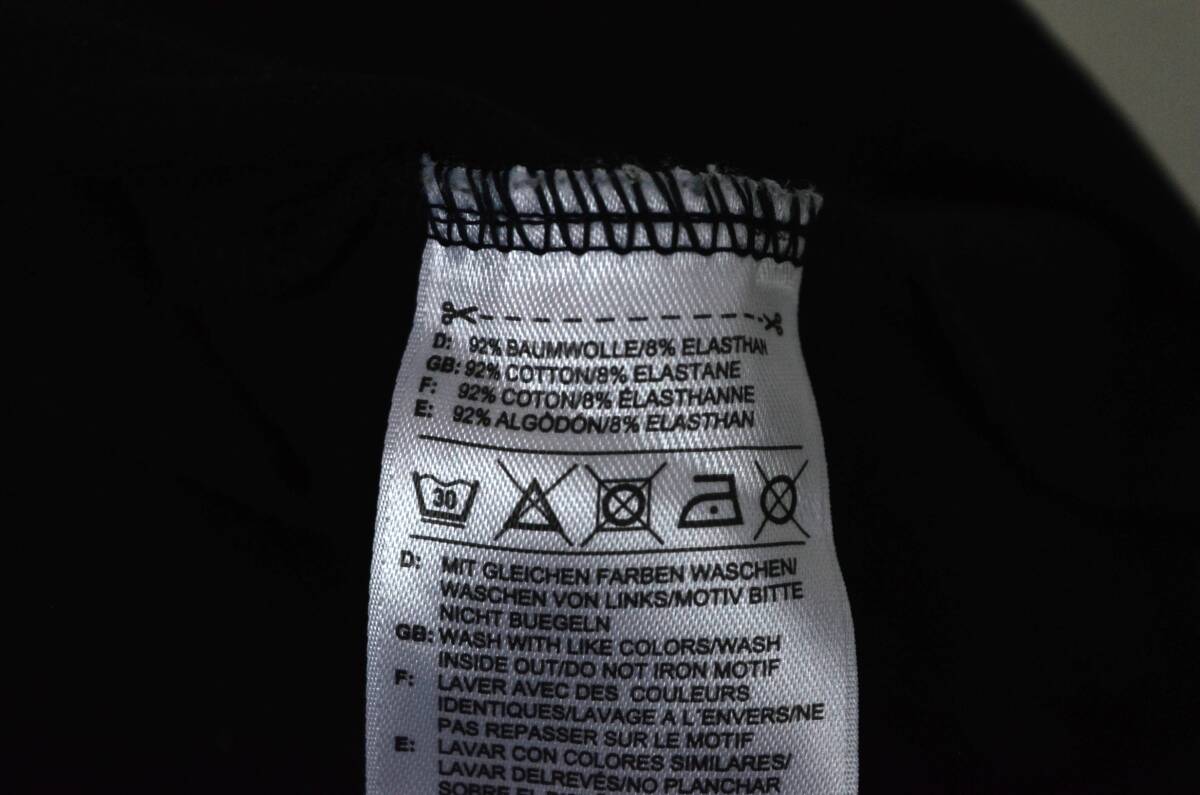 D: 92% BAUMWOLLE/8% ELASTHAN
GB: 92% COTTON/8% ELASTANE
F: 92% COTON/8% ÉLASTHANNE
E: 92% ALGÔDÓN/8% ELASTHAN
30
D: MIT GLEICHEN FARBEN WASCHEN/
WASCHEN VON LINKS/MOTIV BITTE
NICHT BUEGELN
GB: WASH WITH LIKE COLORS/WASH
INSIDE OUT/DO NOT IRON MOTIF
F: LAVER AVEC DES COULEURS
IDENTIQUES/LAVAGE A L´ENVERS/NE
PAS REPASSER SUR LE MOTIF
E: LAVAR CON COLORES SIMILARES/
LAVAR DELREVÉS/NO PLANCHAR
SOBRE EL